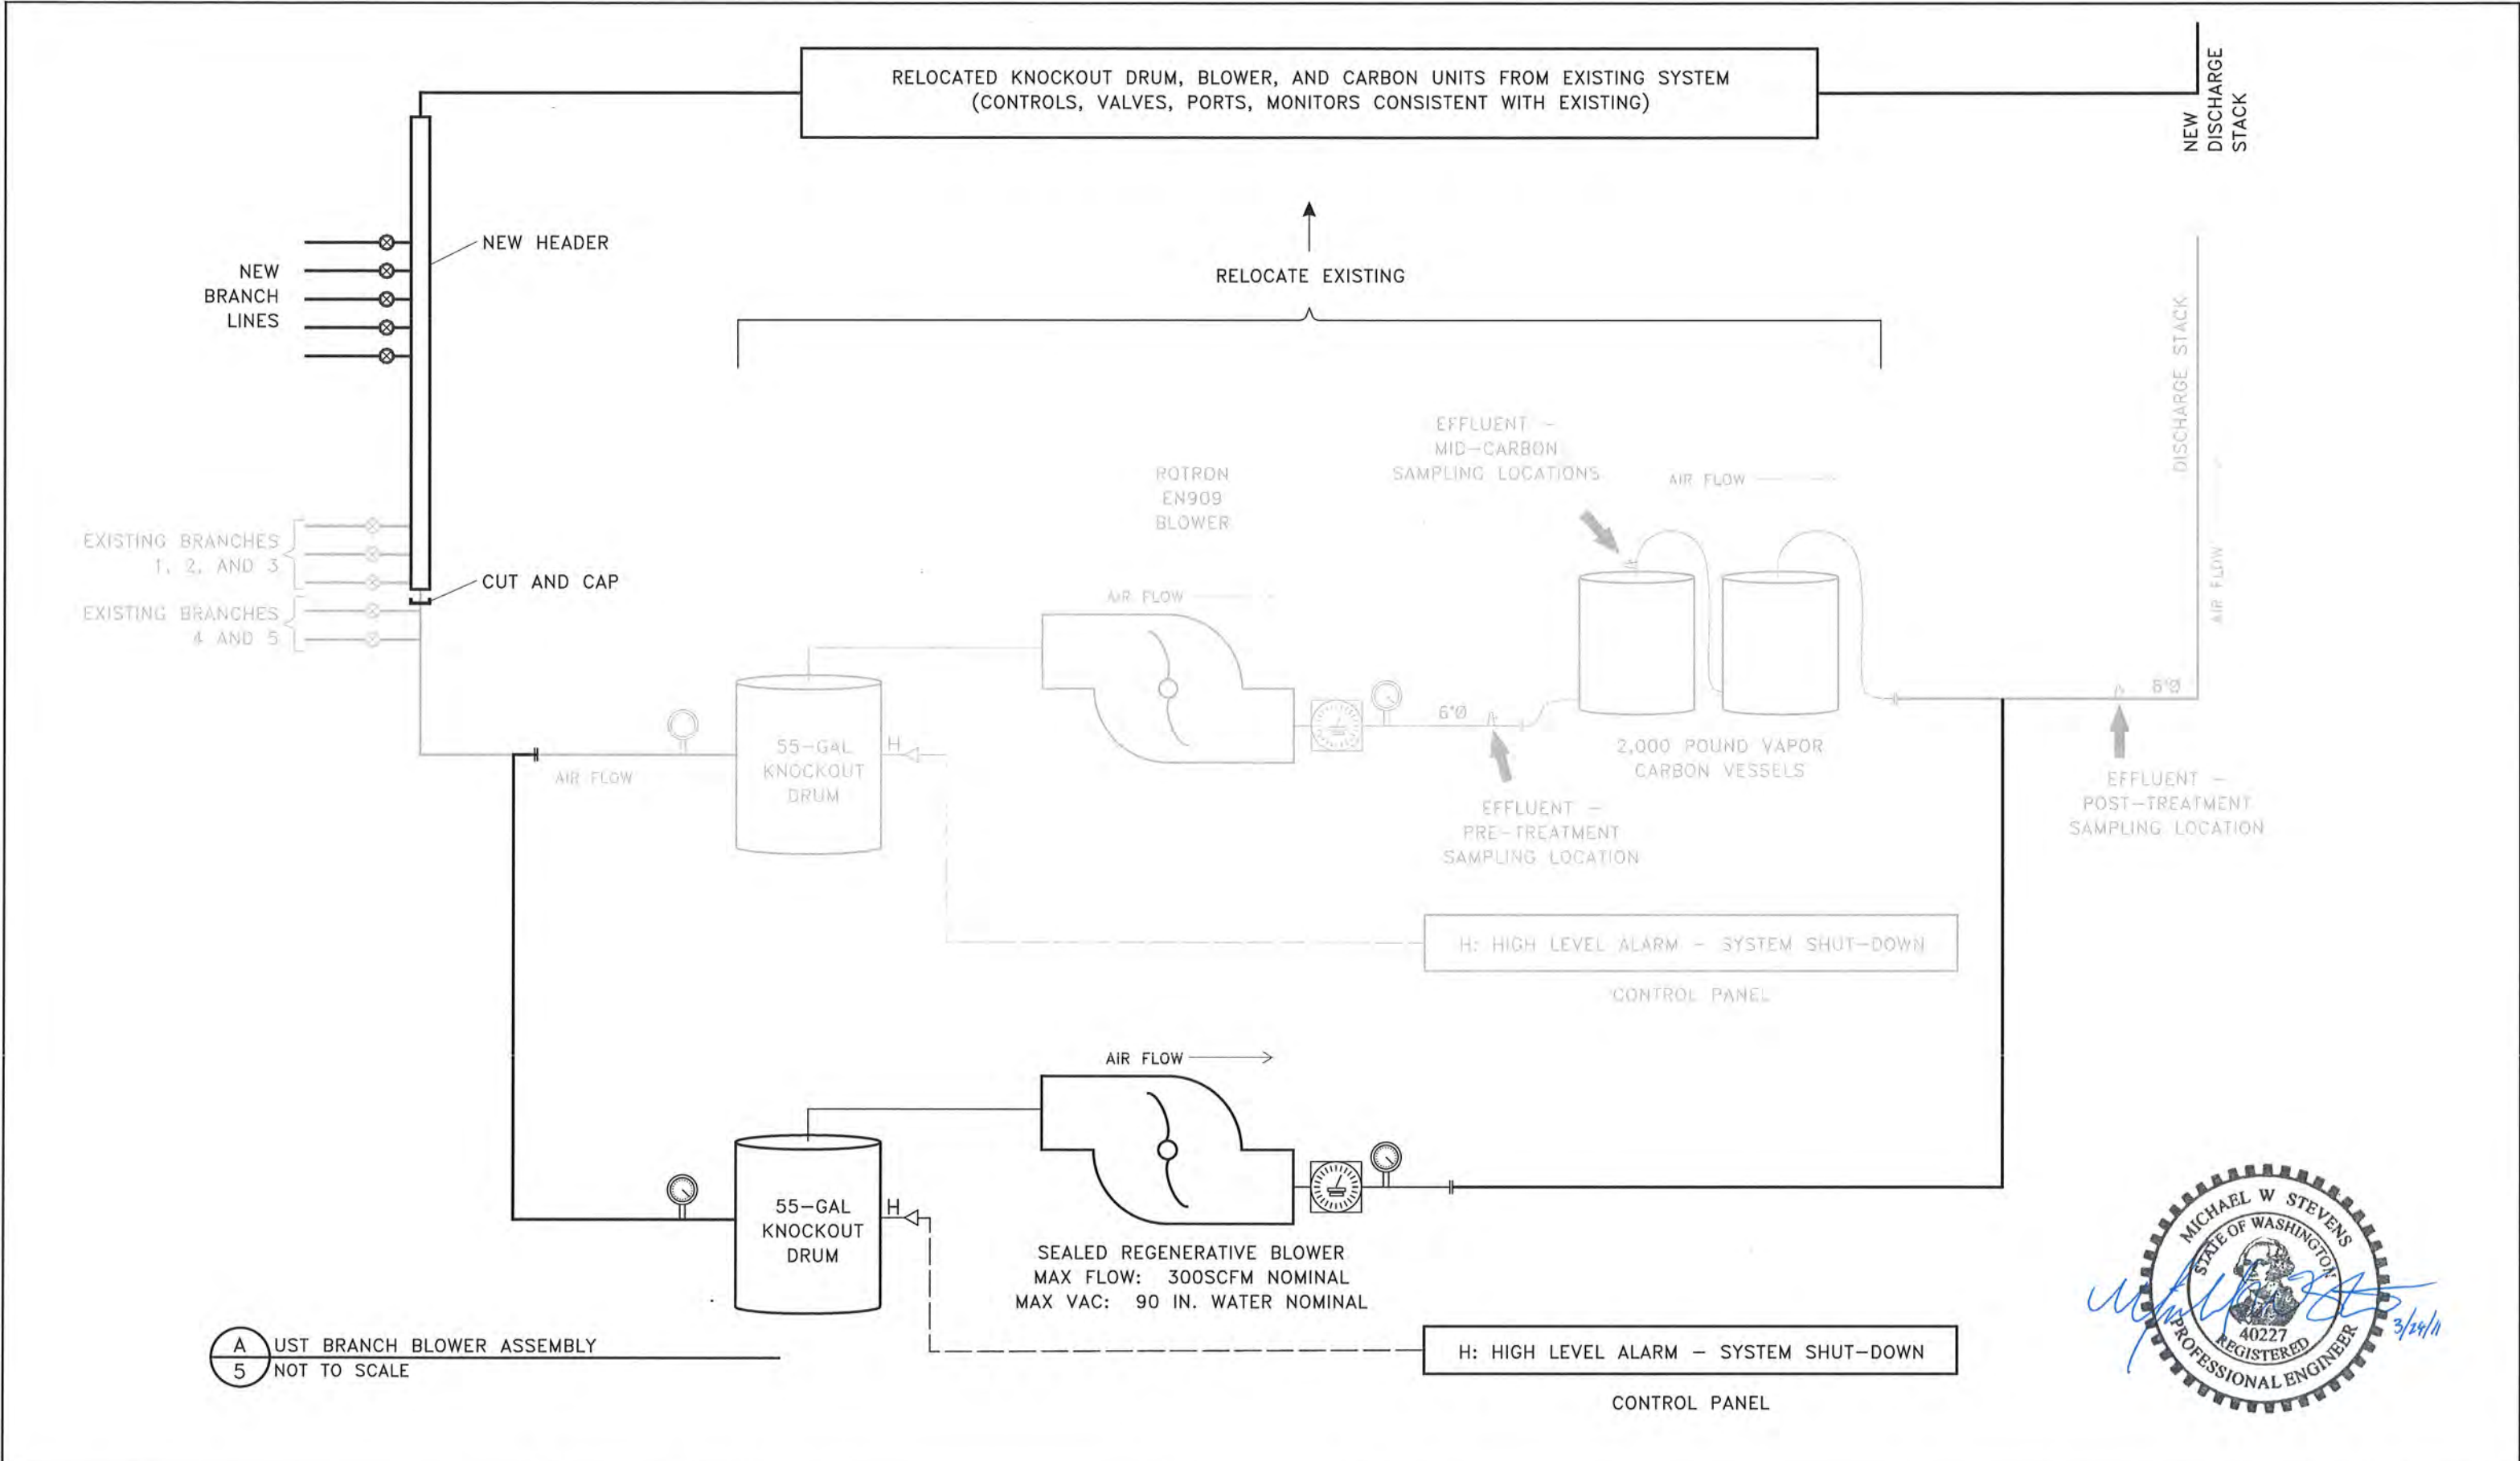 RELOCATED KNOCKOUT DRUM, BLOWER, AND CARBON UNITS FROM EXISTING SYSTEM
(CONTROLS, VALVES, PORTS, MONITORS CONSISTENT WITH EXISTING)
NEW
DISCHARGE
STACK
NEW HEADER
NEW
BRANCH
LINES
RELOCATE EXISTING
DISCHARGE STACK
AIR FLOW
EFFLUENT –
MID–CARBON
SAMPLING LOCATIONS
AIR FLOW
ROTRON
EN909
BLOWER
EXISTING BRANCHES
1, 2, AND 3
CUT AND CAP
EXISTING BRANCHES
4 AND 5
AIR FLOW
6"Ø
6"Ø
55–GAL
KNOCKOUT
DRUM
H
AIR FLOW
2,000 POUND VAPOR
CARBON VESSELS
EFFLUENT –
PRE–TREATMENT
SAMPLING LOCATION
EFFLUENT –
POST–TREATMENT
SAMPLING LOCATION
H: HIGH LEVEL ALARM – SYSTEM SHUT–DOWN
CONTROL PANEL
AIR FLOW
55–GAL
KNOCKOUT
DRUM
H
SEALED REGENERATIVE BLOWER
MAX FLOW: 300SCFM NOMINAL
MAX VAC: 90 IN. WATER NOMINAL
H: HIGH LEVEL ALARM – SYSTEM SHUT–DOWN
CONTROL PANEL
A
5
UST BRANCH BLOWER ASSEMBLY
NOT TO SCALE
MICHAEL W STEVENS
STATE OF WASHINGTON
40227
REGISTERED
PROFESSIONAL ENGINEER
3/24/11